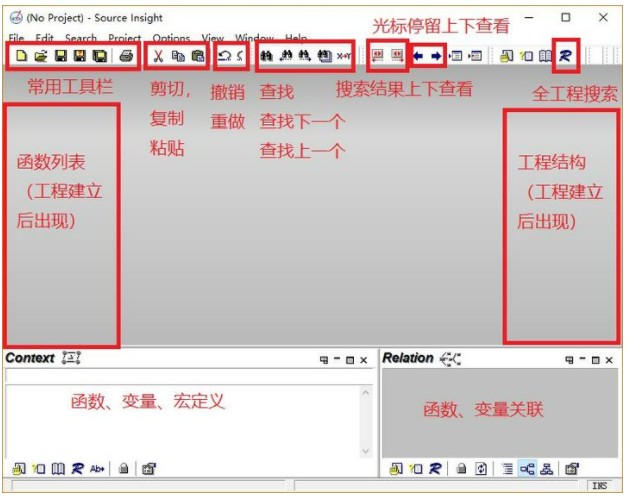 (No Project) - Source Insight
光标停留上下查看
File Edit Search Project Options View Window Help
常用工具栏
剪切,
复制
粘贴
撤销
重做
查找
查找下一个
查找上一个
搜索结果上下查看
全工程搜索
函数列表
(工程建立
后出现)
工程结构
(工程建立
后出现)
Context
Relation
函数、变量、宏定义
函数、变量关联
INS